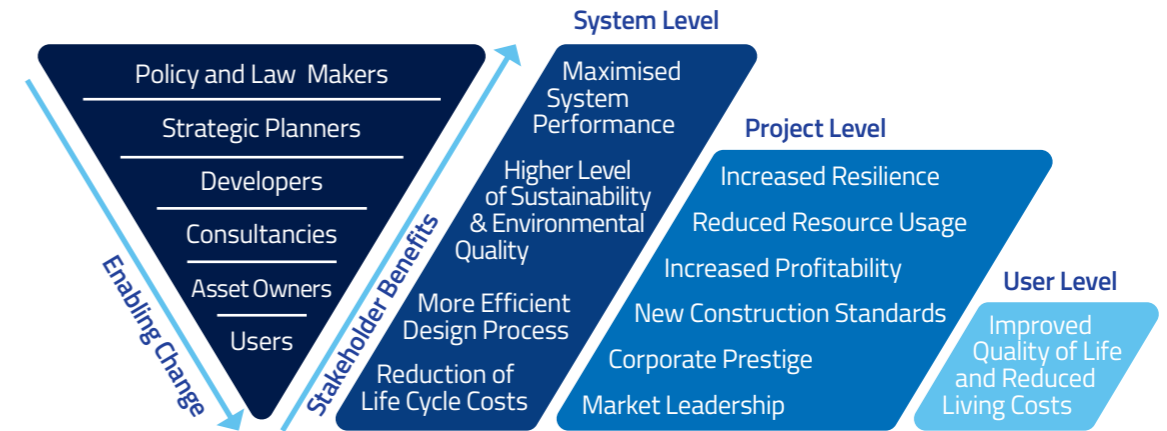 Policy and Law Makers
Strategic Planners
Developers
Consultancies
Asset Owners
Users
Enabling Change
Stakeholder Benefits
System Level
Maximised
System
Performance
Higher Level
of Sustainability
& Environmental
Quality
More Efficient
Design Process
Reduction of
Life Cycle Costs
Project Level
Increased Resilience
Reduced Resource Usage
Increased Profitability
New Construction Standards
Corporate Prestige
Market Leadership
User Level
Improved
Quality of Life
and Reduced
Living Costs